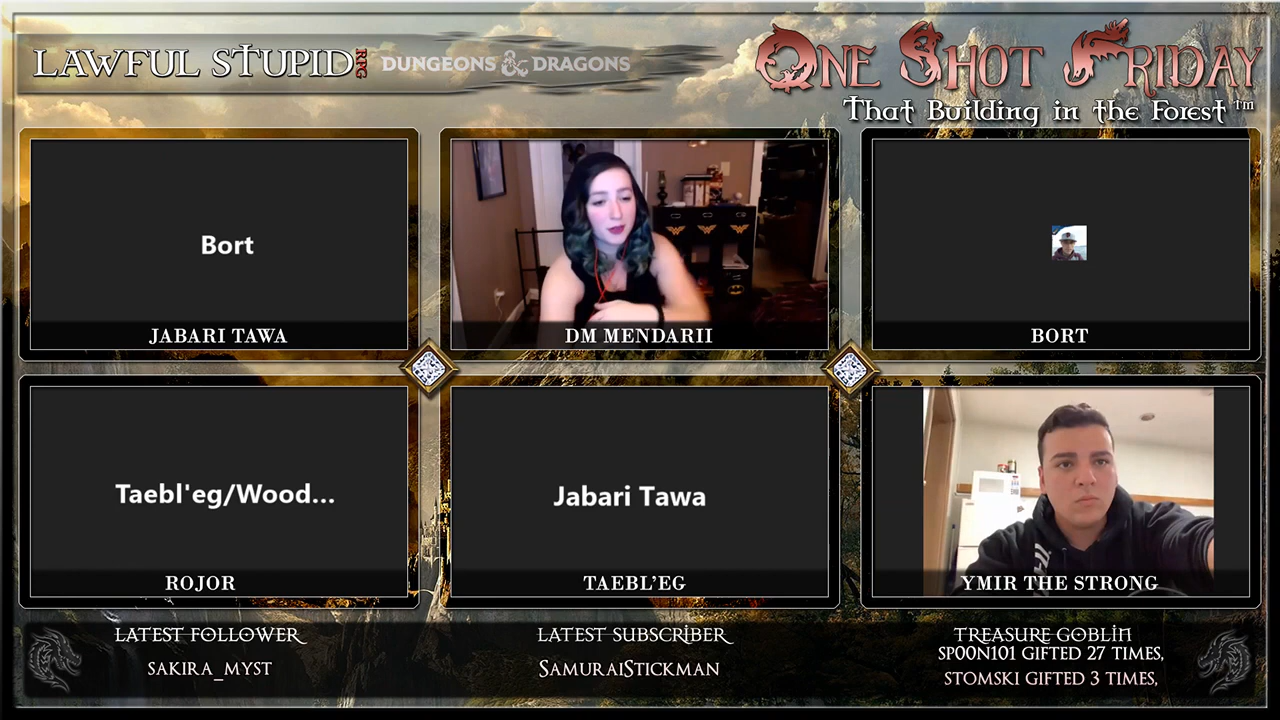 LAWFUL STUPID RPG DUNGEONS & DRAGONS
ONE SHOT FRIDAY
That Building in the Forest™
Bort
JABARI TAWA
DM MENDARII
BORT
Taebl'eg/Wood...
ROJOR
Jabari Tawa
TAEBL'EG
YMIR THE STRONG
LATEST FOLLOWER
SAKIRA_MYST
LATEST SUBSCRIBER
SAMURAISTICKMAN
TREASURE GOBLIN
SP00N101 GIFTED 27 TIMES,
STOMSKI GIFTED 3 TIMES,